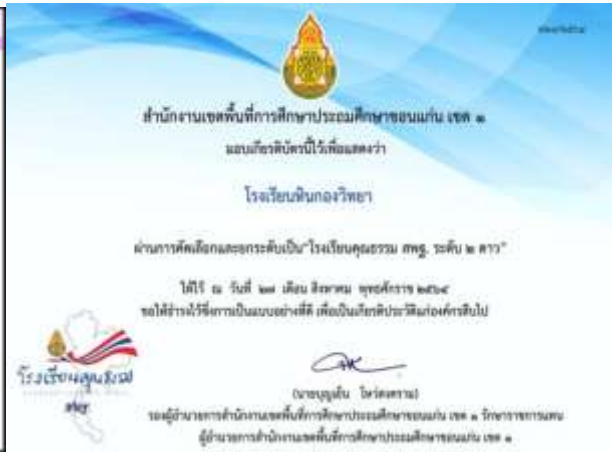 สำนักงานเขตพื้นที่การศึกษาประถมศึกษาขอนแก่น เขต ๑
มอบเกียรติบัตรนี้ไว้เพื่อแสดงว่า
โรงเรียนหินกองวิทยา
ผ่านการคัดเลือกและยกระดับเป็น"โรงเรียนคุณธรรม สพฐ. ระดับ ๒ ดาว"
ให้ไว้ ณ วันที่ ๒๗ เดือน สิงหาคม พุทธศักราช ๒๕๖๔
ขอให้ธำรงไว้ซึ่งการเป็นแบบอย่างที่ดี เพื่อเป็นเกียรติประวัติแก่องค์กรสืบไป
โรงเรียนคุณธรรม
สพฐ
(นายบุญเย็น
รองผู้อำนวยการสำนักงานเขตพื้นที่การศึกษาประถมศึกษาขอนแก่น เขต ๑ รักษาราชการแทน
ผู้อำนวยการสำนักงานเขตพื้นที่การศึกษาประถมศึกษาขอนแก่น เขต ๑